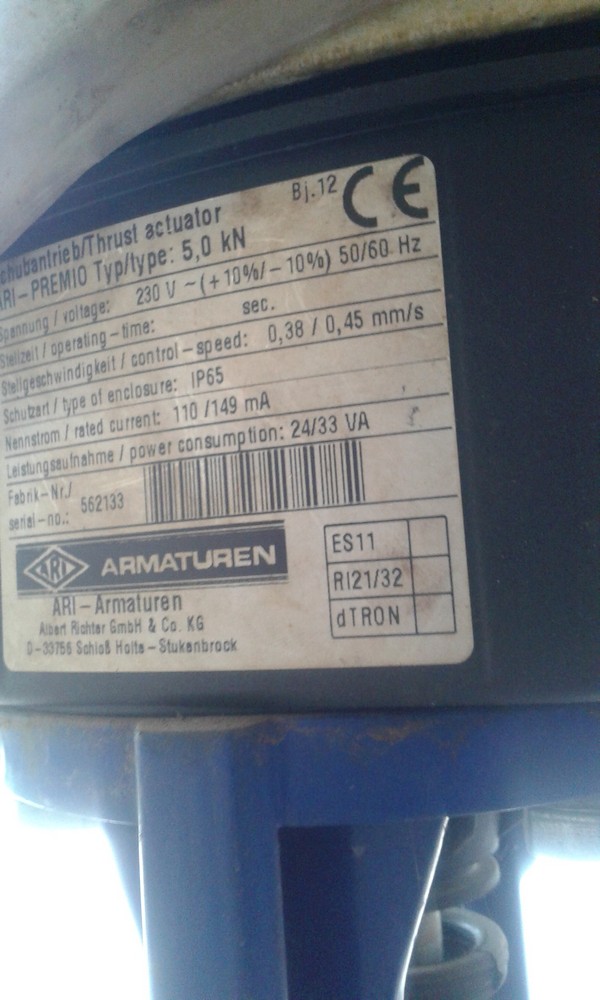 Bj.12 CE
Schubantrieb/Thrust actuator
ARI-PREMIO Typ/type: 5,0 kN
Spannung / voltage: 230 V ~(+10%/-10%) 50/60 Hz
Stellzeit / operating-time: sec.
Stellgeschwindigkeit / control-speed: 0,38 / 0,45 mm/s
Schutzart / type of enclosure: IP65
Nennstrom / rated current: 110 /149 mA
Leistungsaufnahme / power consumption: 24/33 VA
Fabrik-Nr./
serial-no.: 562133
ARI ARMATUREN
ARI-Armaturen
Albert Richter GmbH & Co. KG
D-33756 Schloß Holte-Stukenbrock
ES11
RI21/32
dTRON